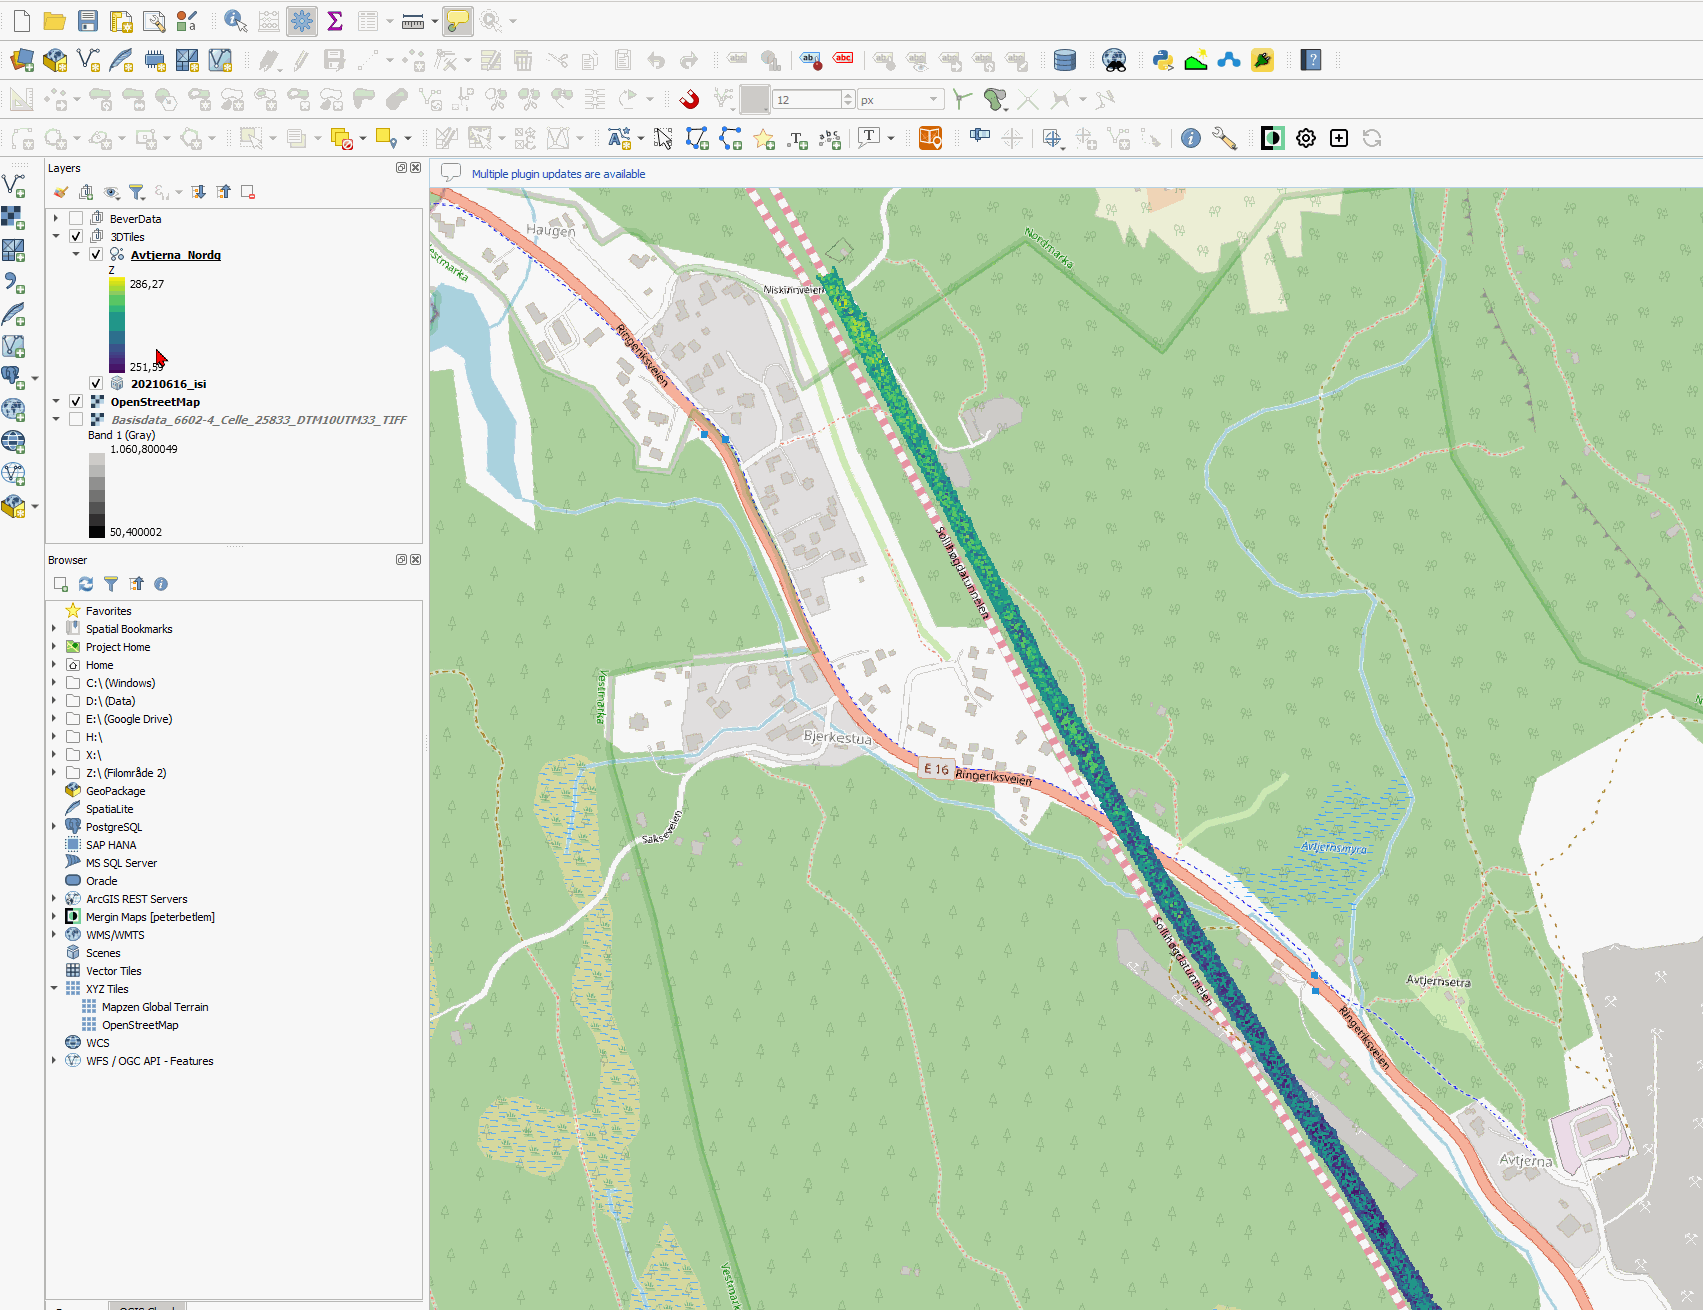 12
px
Layers
Multiple plugin updates are available
BeverData
3DTiles
Avtjerna_Nordg
Z
286,27
251,59
20210616_isi
OpenStreetMap
Basisdata_6602-4_Celle_25833_DTM10UTM33_TIFF
Band 1 (Gray)
1.060,800049
50,400002
Browser
Favorites
Spatial Bookmarks
Project Home
Home
C:\ (Windows)
D:\ (Data)
E:\ (Google Drive)
H:\
X:\
Z:\ (Filområde 2)
GeoPackage
SpatiaLite
PostgreSQL
SAP HANA
MS SQL Server
Oracle
ArcGIS REST Servers
Mergin Maps [peterbetlem]
WMS/WMTS
Scenes
Vector Tiles
XYZ Tiles
Mapzen Global Terrain
OpenStreetMap
WCS
WFS / OGC API - Features
Haugen
Nordmarka
Niskinnveien
Ringeriksveien
Sollihøgdatunnelen
Vestmarka
Bjerkestua
E 16
Ringeriksveien
Sakseveien
Avtjernsmyra
Sollihøgdatunnelen
Avtjernsetra
Ringeriksveien
Avtjerna